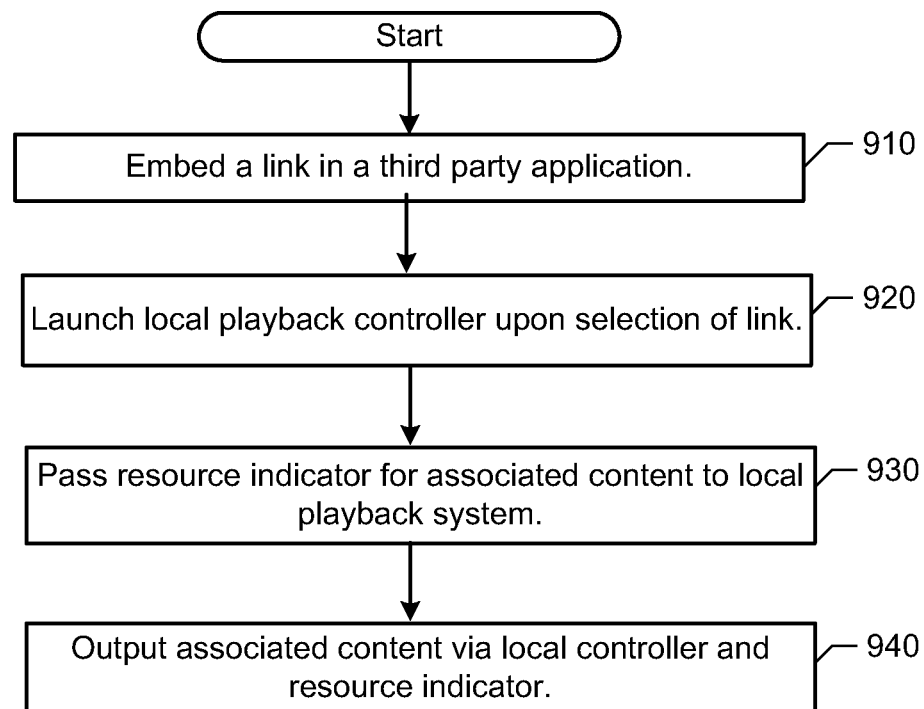 Start
Embed a link in a third party application.
910
Launch local playback controller upon selection of link.
920
Pass resource indicator for associated content to local
playback system.
930
Output associated content via local controller and
resource indicator.
940